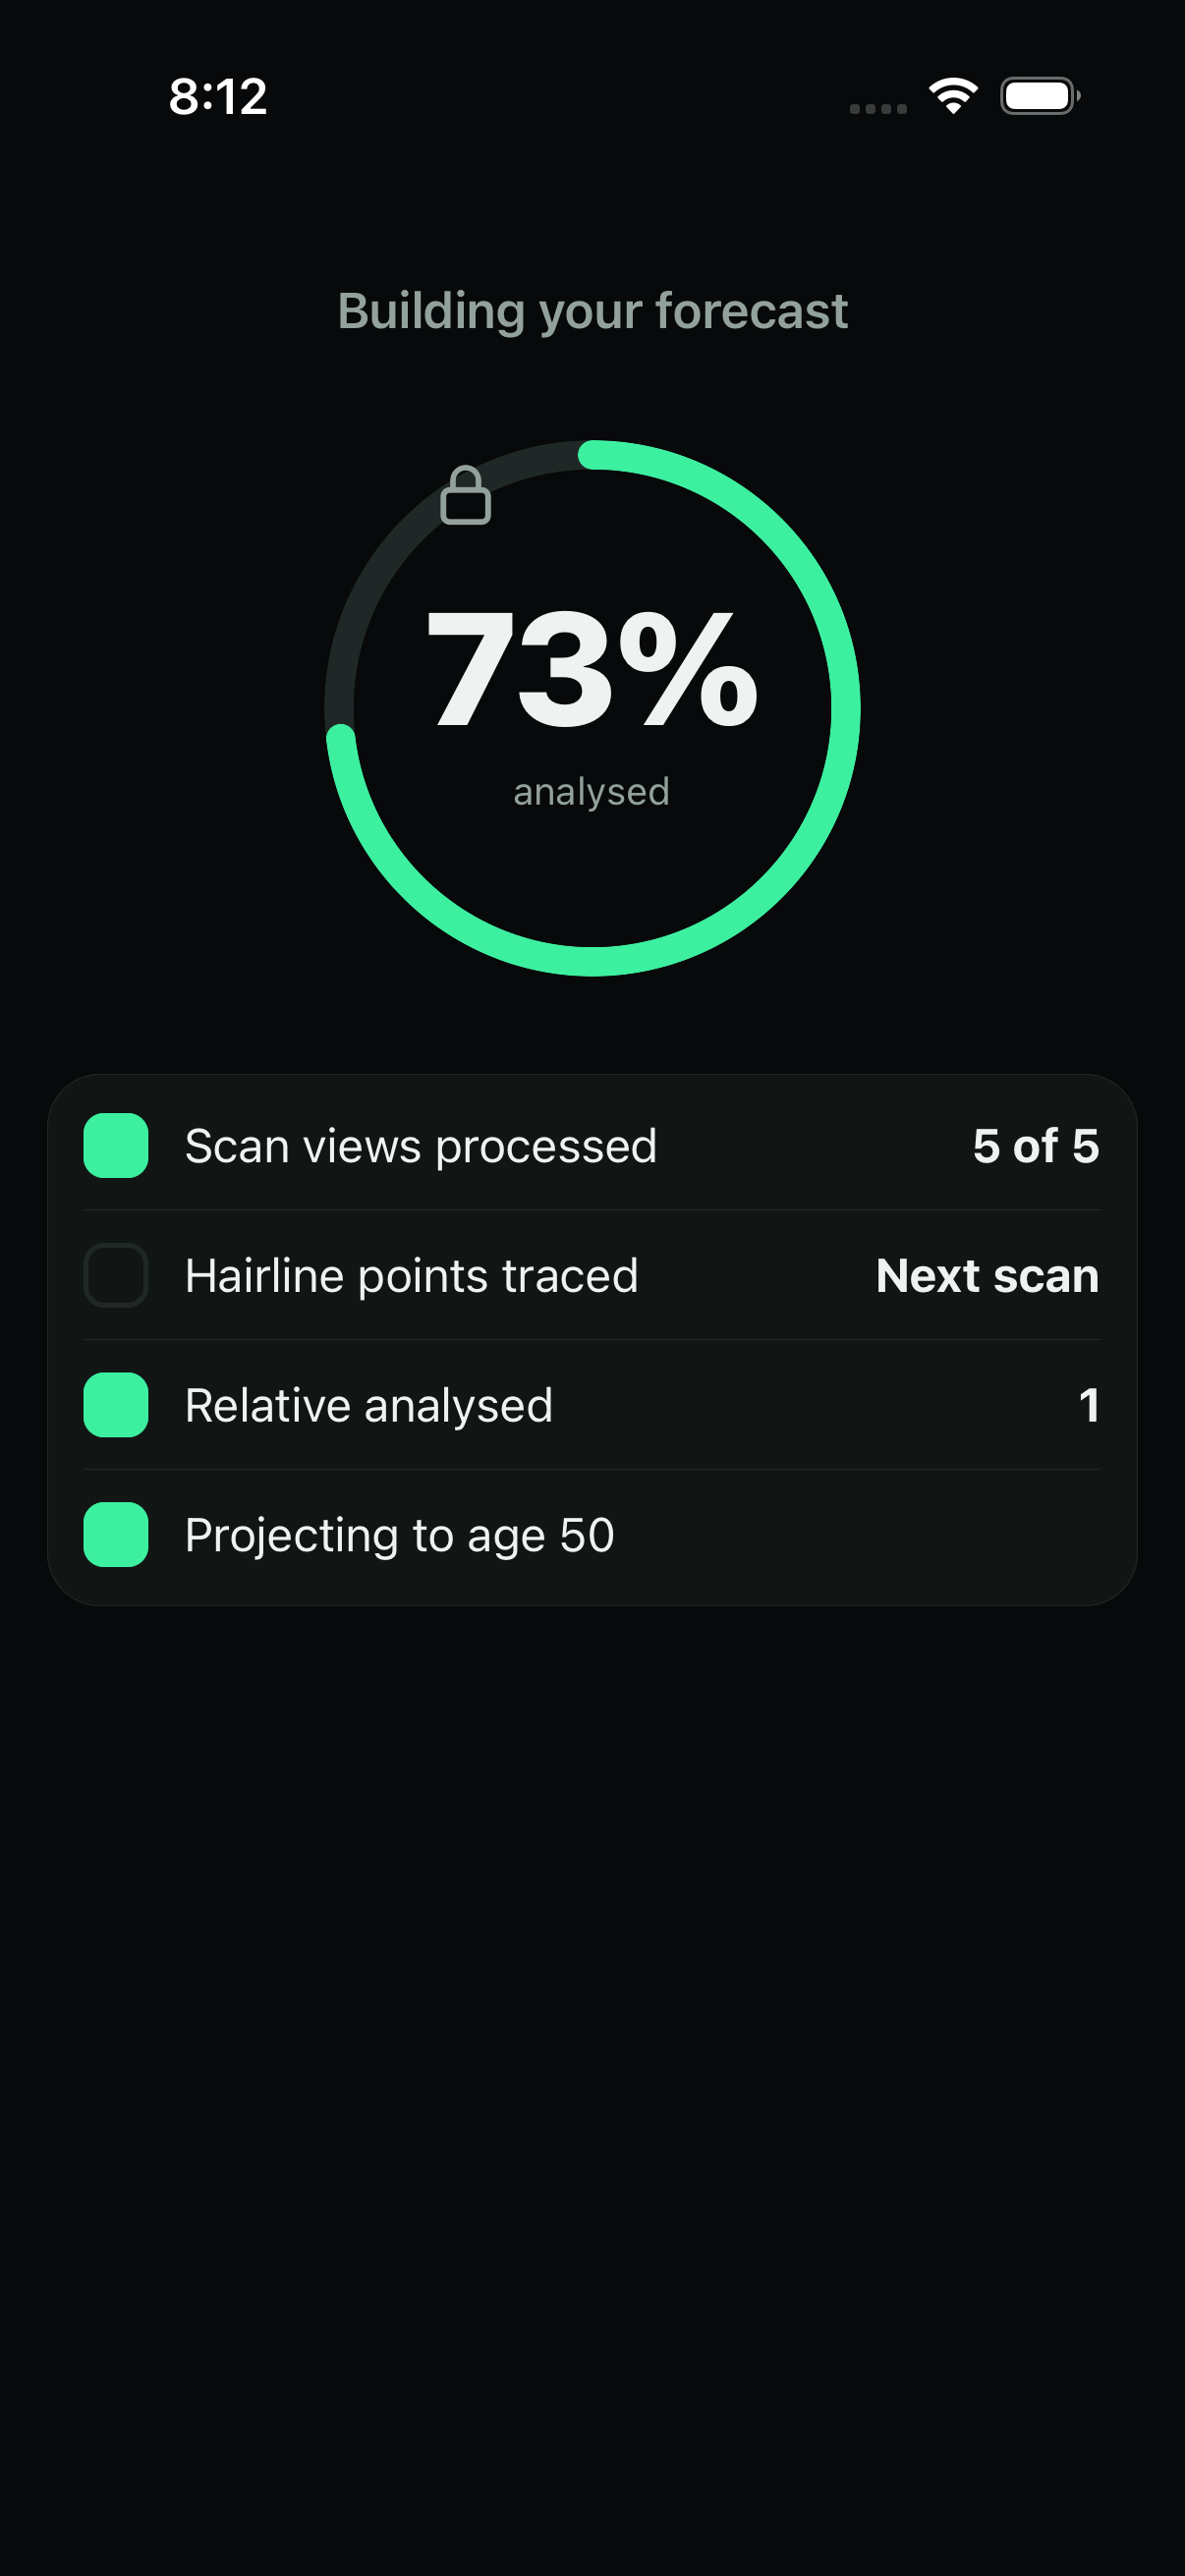 8:12
Building your forecast
73%
analysed
Scan views processed 5 of 5
Hairline points traced Next scan
Relative analysed 1
Projecting to age 50